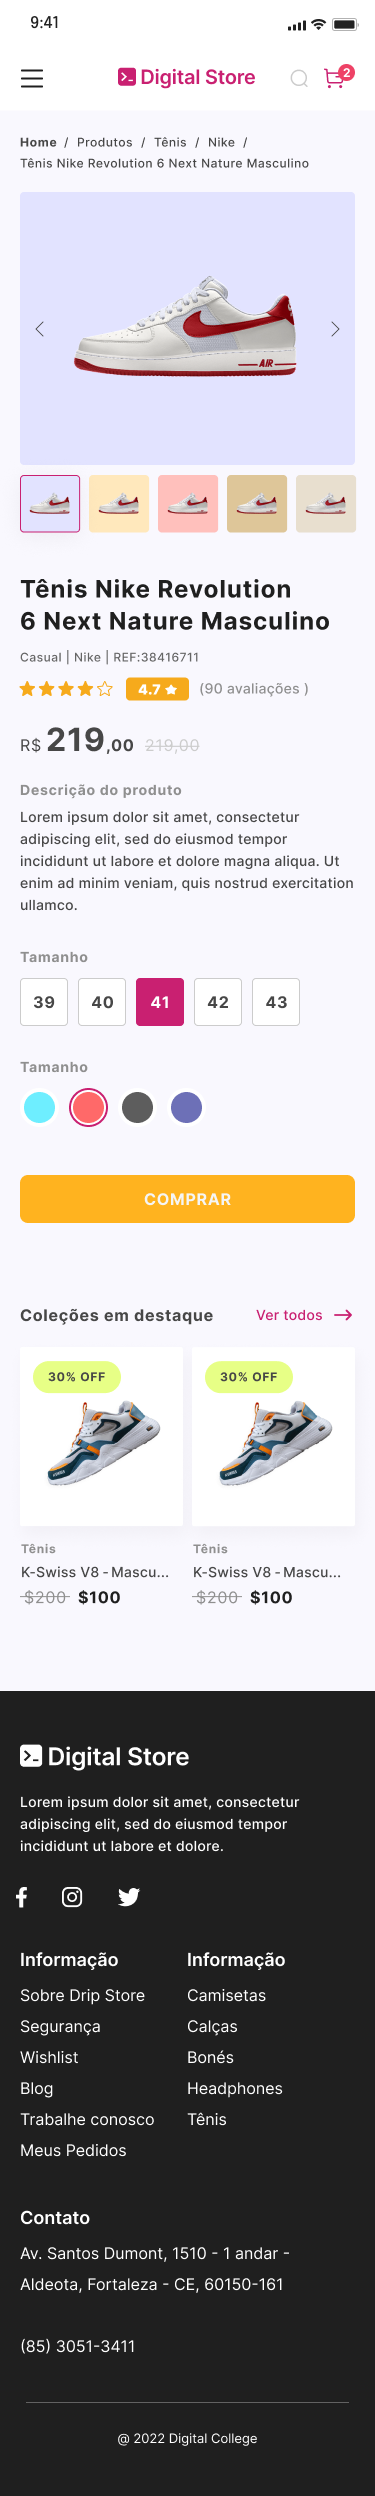 9:41
Digital Store
2
Home / Produtos / Tênis / Nike /
Tênis Nike Revolution 6 Next Nature Masculino
AIR
Tênis Nike Revolution
6 Next Nature Masculino
Casual | Nike | REF:38416711
4.7 (90 avaliações )
R$ 219,00 219,00
Descrição do produto
Lorem ipsum dolor sit amet, consectetur
adipiscing elit, sed do eiusmod tempor
incididunt ut labore et dolore magna aliqua. Ut
enim ad minim veniam, quis nostrud exercitation
ullamco.
Tamanho
39 40 41 42 43
Tamanho
COMPRAR
Coleções em destaque Ver todos
30% OFF 30% OFF
Tênis Tênis
K-Swiss V8 - Mascu... K-Swiss V8 - Mascu...
$200 $100 $200 $100
Digital Store
Lorem ipsum dolor sit amet, consectetur
adipiscing elit, sed do eiusmod tempor
incididunt ut labore et dolore.
Informação
Sobre Drip Store
Segurança
Wishlist
Blog
Trabalhe conosco
Meus Pedidos
Informação
Camisetas
Calças
Bonés
Headphones
Tênis
Contato
Av. Santos Dumont, 1510 - 1 andar -
Aldeota, Fortaleza - CE, 60150-161
(85) 3051-3411
@ 2022 Digital College